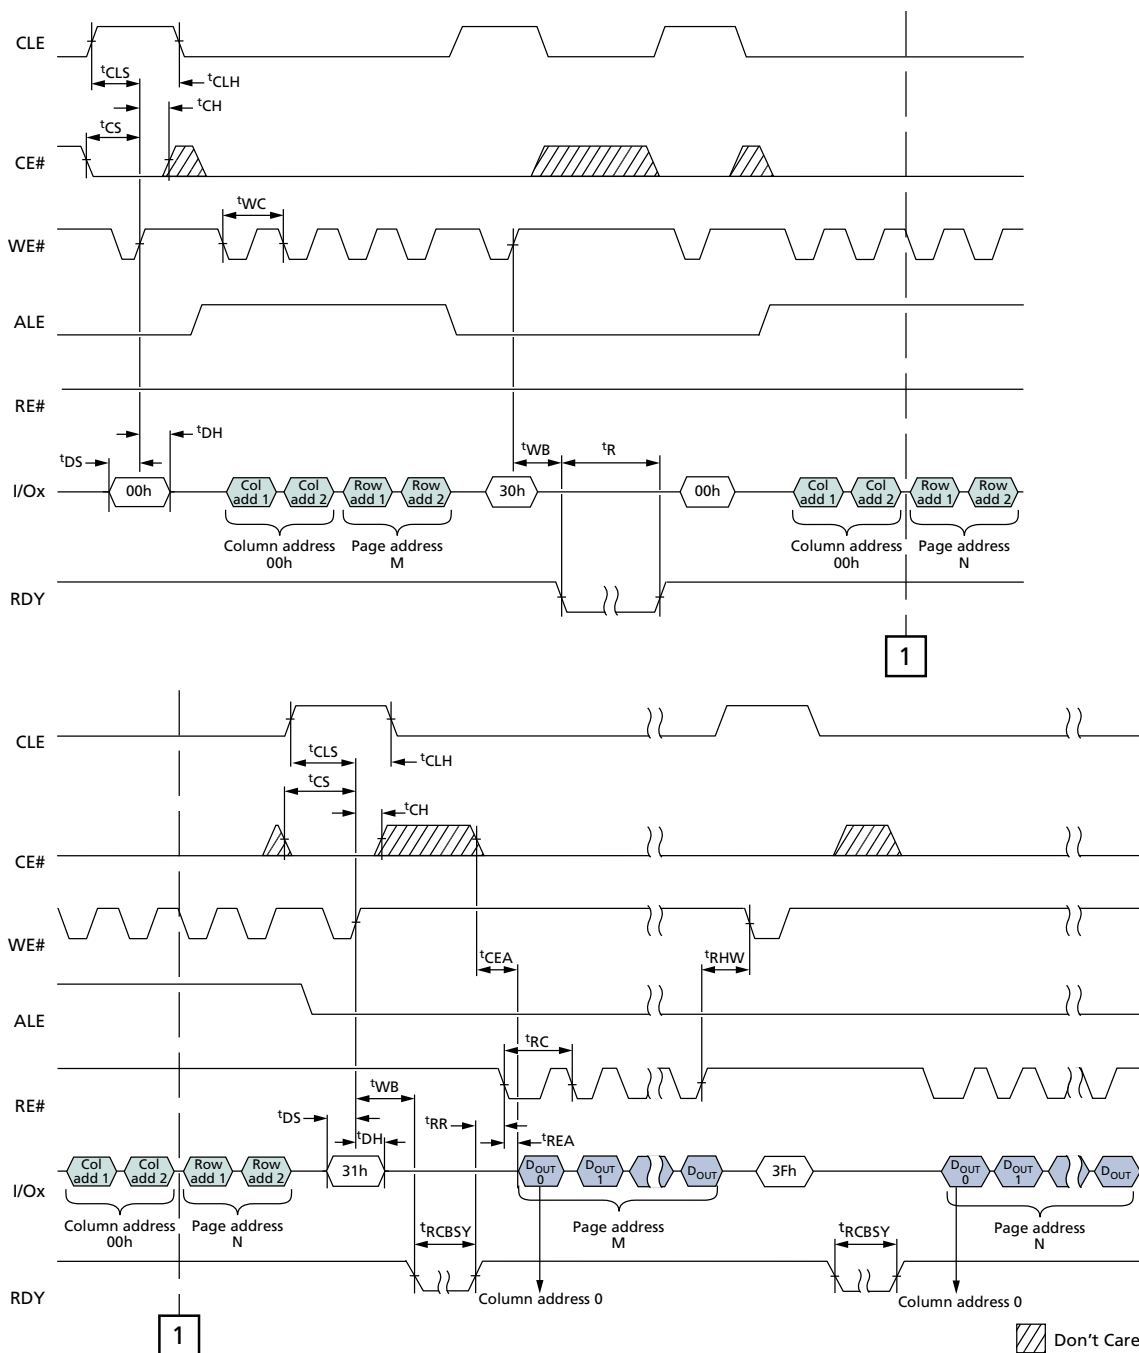 CLE
tCLS
tCLH
tCH
tCS
CE#
tWC
WE#
ALE
RE#
tDH
tDS
tWB
tR
I/Ox
00h
Col add 1
Col add 2
Row add 1
Row add 2
30h
00h
Col add 1
Col add 2
Row add 1
Row add 2
Column address 00h
Page address M
Column address 00h
Page address N
RDY
1
CLE
tCLS
tCLH
tCS
tCH
CE#
WE#
tCEA
tRHW
ALE
tRC
RE#
tWB
tDS
tRR
tDH
tREA
I/Ox
Col add 1
Col add 2
Row add 1
Row add 2
31h
DOUT 0
DOUT 1
DOUT
3Fh
DOUT 0
DOUT 1
DOUT
Column address 00h
Page address N
tRCBSY
Page address M
tRCBSY
Page address N
RDY
Column address 0
Column address 0
1
Don't Care